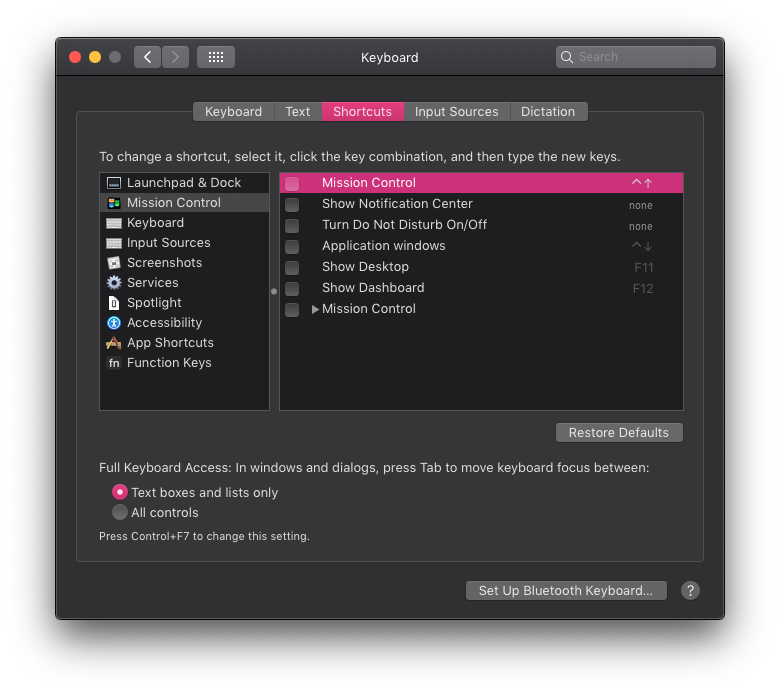 Keyboard
Search
Keyboard Text Shortcuts Input Sources Dictation
To change a shortcut, select it, click the key combination, and then type the new keys.
Launchpad & Dock
Mission Control
Keyboard
Input Sources
Screenshots
Services
Spotlight
Accessibility
App Shortcuts
fn Function Keys
Mission Control ^↑
Show Notification Center none
Turn Do Not Disturb On/Off none
Application windows ^↓
Show Desktop F11
Show Dashboard F12
Mission Control
Restore Defaults
Full Keyboard Access: In windows and dialogs, press Tab to move keyboard focus between:
Text boxes and lists only
All controls
Press Control+F7 to change this setting.
Set Up Bluetooth Keyboard... ?